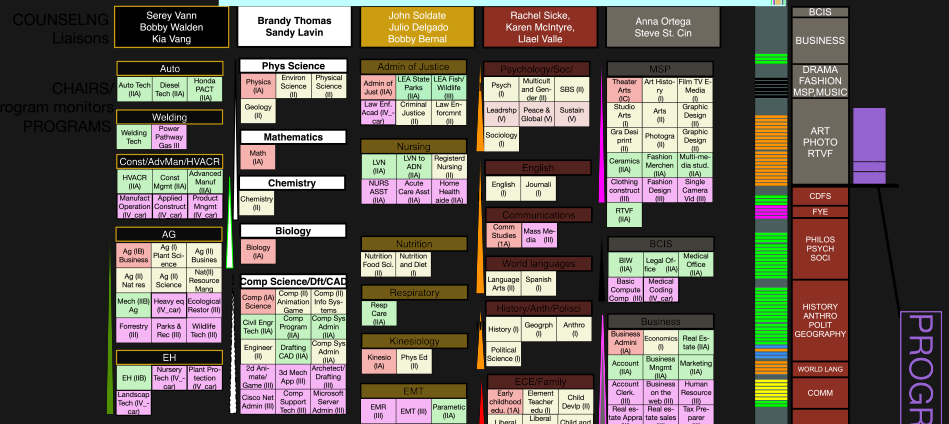 COUNSELNG
Liaisons
CHAIRS/
rogram monitors
PROGRAMS
Serey Vann
Bobby Walden
Kia Vang
Auto
Auto Tech (IIA)
Diesel Tech (IIA)
Honda PACT (IIA)
Welding
Welding Tech
Power Pathway Gas III
Const/AdvMan/HVACR
HVACR (IIA)
Const Mgmt (IIA)
Advanced Manuf (IIA)
Manufact Operation (IV_car)
Applied Construct (IV_car)
Product Mngmt (IV_car)
AG
Ag (IB) Business
Ag (I) Plant Science
Ag (II) Busines
Ag (II) Nat res
Ag (II) Science
Nat(II) Resource Mang
Mech (IIB) Ag
Heavy eq (IV_car)
Ecological Restor (III)
Forrestry (III)
Parks & Rec (III)
Wildlife Tech (III)
EH
EH (IIB)
Nursery Tech (IV_-car)
Plant Protection (IV_car)
Landscap Tech (IV_car)
Brandy Thomas
Sandy Lavin
Phys Science
Physics (IA)
Environ Science (II)
Physical Science (II)
Geology (II)
Mathematics
Math (IA)
Chemistry
Chemistry (II)
Biology
Biology (IA)
Comp Science/Dft/CAD
Comp (IA) Science
Comp (II) Animation Game
Comp (II) Info Systems
Civil Engr Tech (IIA)
Comp Program (IIA)
Comp Sys Admin (IIA)
Engineer (II)
Drafting CAD (IIA)
Comp Sys Admin (IIA)
2d Animate/ Game (III)
3d Mech App (III)
Archetect/ Drafting (III)
Cisco Net Admin (III)
Comp Support Tech (III)
Microsoft Server Admin (III)
John Soldate
Julio Delgado
Bobby Bernal
Admin of Justice
Admin of Just (IIA)
LEA State Parks (IIA)
LEA Fish/ Wildlife (III)
Law Enf. Acad (IV_-car)
Criminal Justice (II)
Law Enforcmnt (II)
Nursing
LVN (IIA)
LVN to ADN (IIA)
Registerd Nursing (II)
NURS ASST (IIA)
Acute Care Asst (IIA)
Home Health aide (IIA)
Nutrition
Nutrition Food Sci. (II)
Nutrition and Diet (I)
Respiratory
Resp Care (IIA)
Kinesiology
Kinesio (IA)
Phys Ed (II)
EMT
EMR (III)
EMT (III)
Parametic (IIA)
Rachel Sicke,
Karen McIntyre,
Llael Valle
Psychology/Soc/
Psych (I)
Multicult and Gender (II)
SBS (II)
Leadrshp (V)
Peace & Global (V)
Sustain (V)
Sociology (I)
English
English (I)
Journali (I)
Communications
Comm Studies (1A)
Mass Media (III)
World languages
Language Arts (II)
Spanish (I)
History/Anth/Polisci
History (I)
Geogrph (I)
Anthro (I)
Political Science (I)
ECE/Family
Early childhood edu. (1A)
Element Teacher edu (I)
Child Devlp (II)
Liberal
Liberal
Child and
Anna Ortega
Steve St. Cin
MSP
Theater Arts (IC)
Art History (I)
Film TV E-Media (I)
Studio Arts (I)
Arts (II)
Graphic Design (II)
Gra Desi print (II)
Photogra (II)
Graphic Design (II)
Ceramics (IIA)
Fashion Merchen (IIA)
Multi-media stud. (IIA)
Clothing construct (III)
Fashion Design (III)
Single Camera Vid (III)
RTVF (IIA)
BCIS
BIW (IIA)
Legal Office (IIA)
Medical Office (IIA)
Basic Compute Comp (III)
Medical Coding (IV_car)
Business
Business Admini (IA)
Economics (I)
Real Estate (IIA)
Account (IIA)
Business Mngmt (IIA)
Marketing (IIA)
Account Clerk. (III)
Business on the web (III)
Human Resource (III)
Real estate Appra
Real estate sales
Tax Preparer
BCIS
BUSINESS
DRAMA
FASHION
MSP,MUSIC
ART
PHOTO
RTVF
CDFS
FYE
PHILOS
PSYCH
SOCI
HISTORY
ANTHRO
POLIT
GEOGRAPHY
WORLD LANG
COMM
PROGR